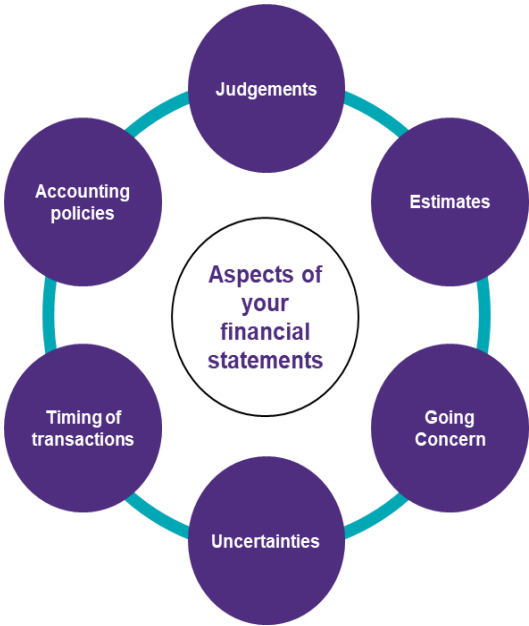 Judgements
Accounting
policies
Estimates
Aspects of
your
financial
statements
Timing of
transactions
Going
Concern
Uncertainties